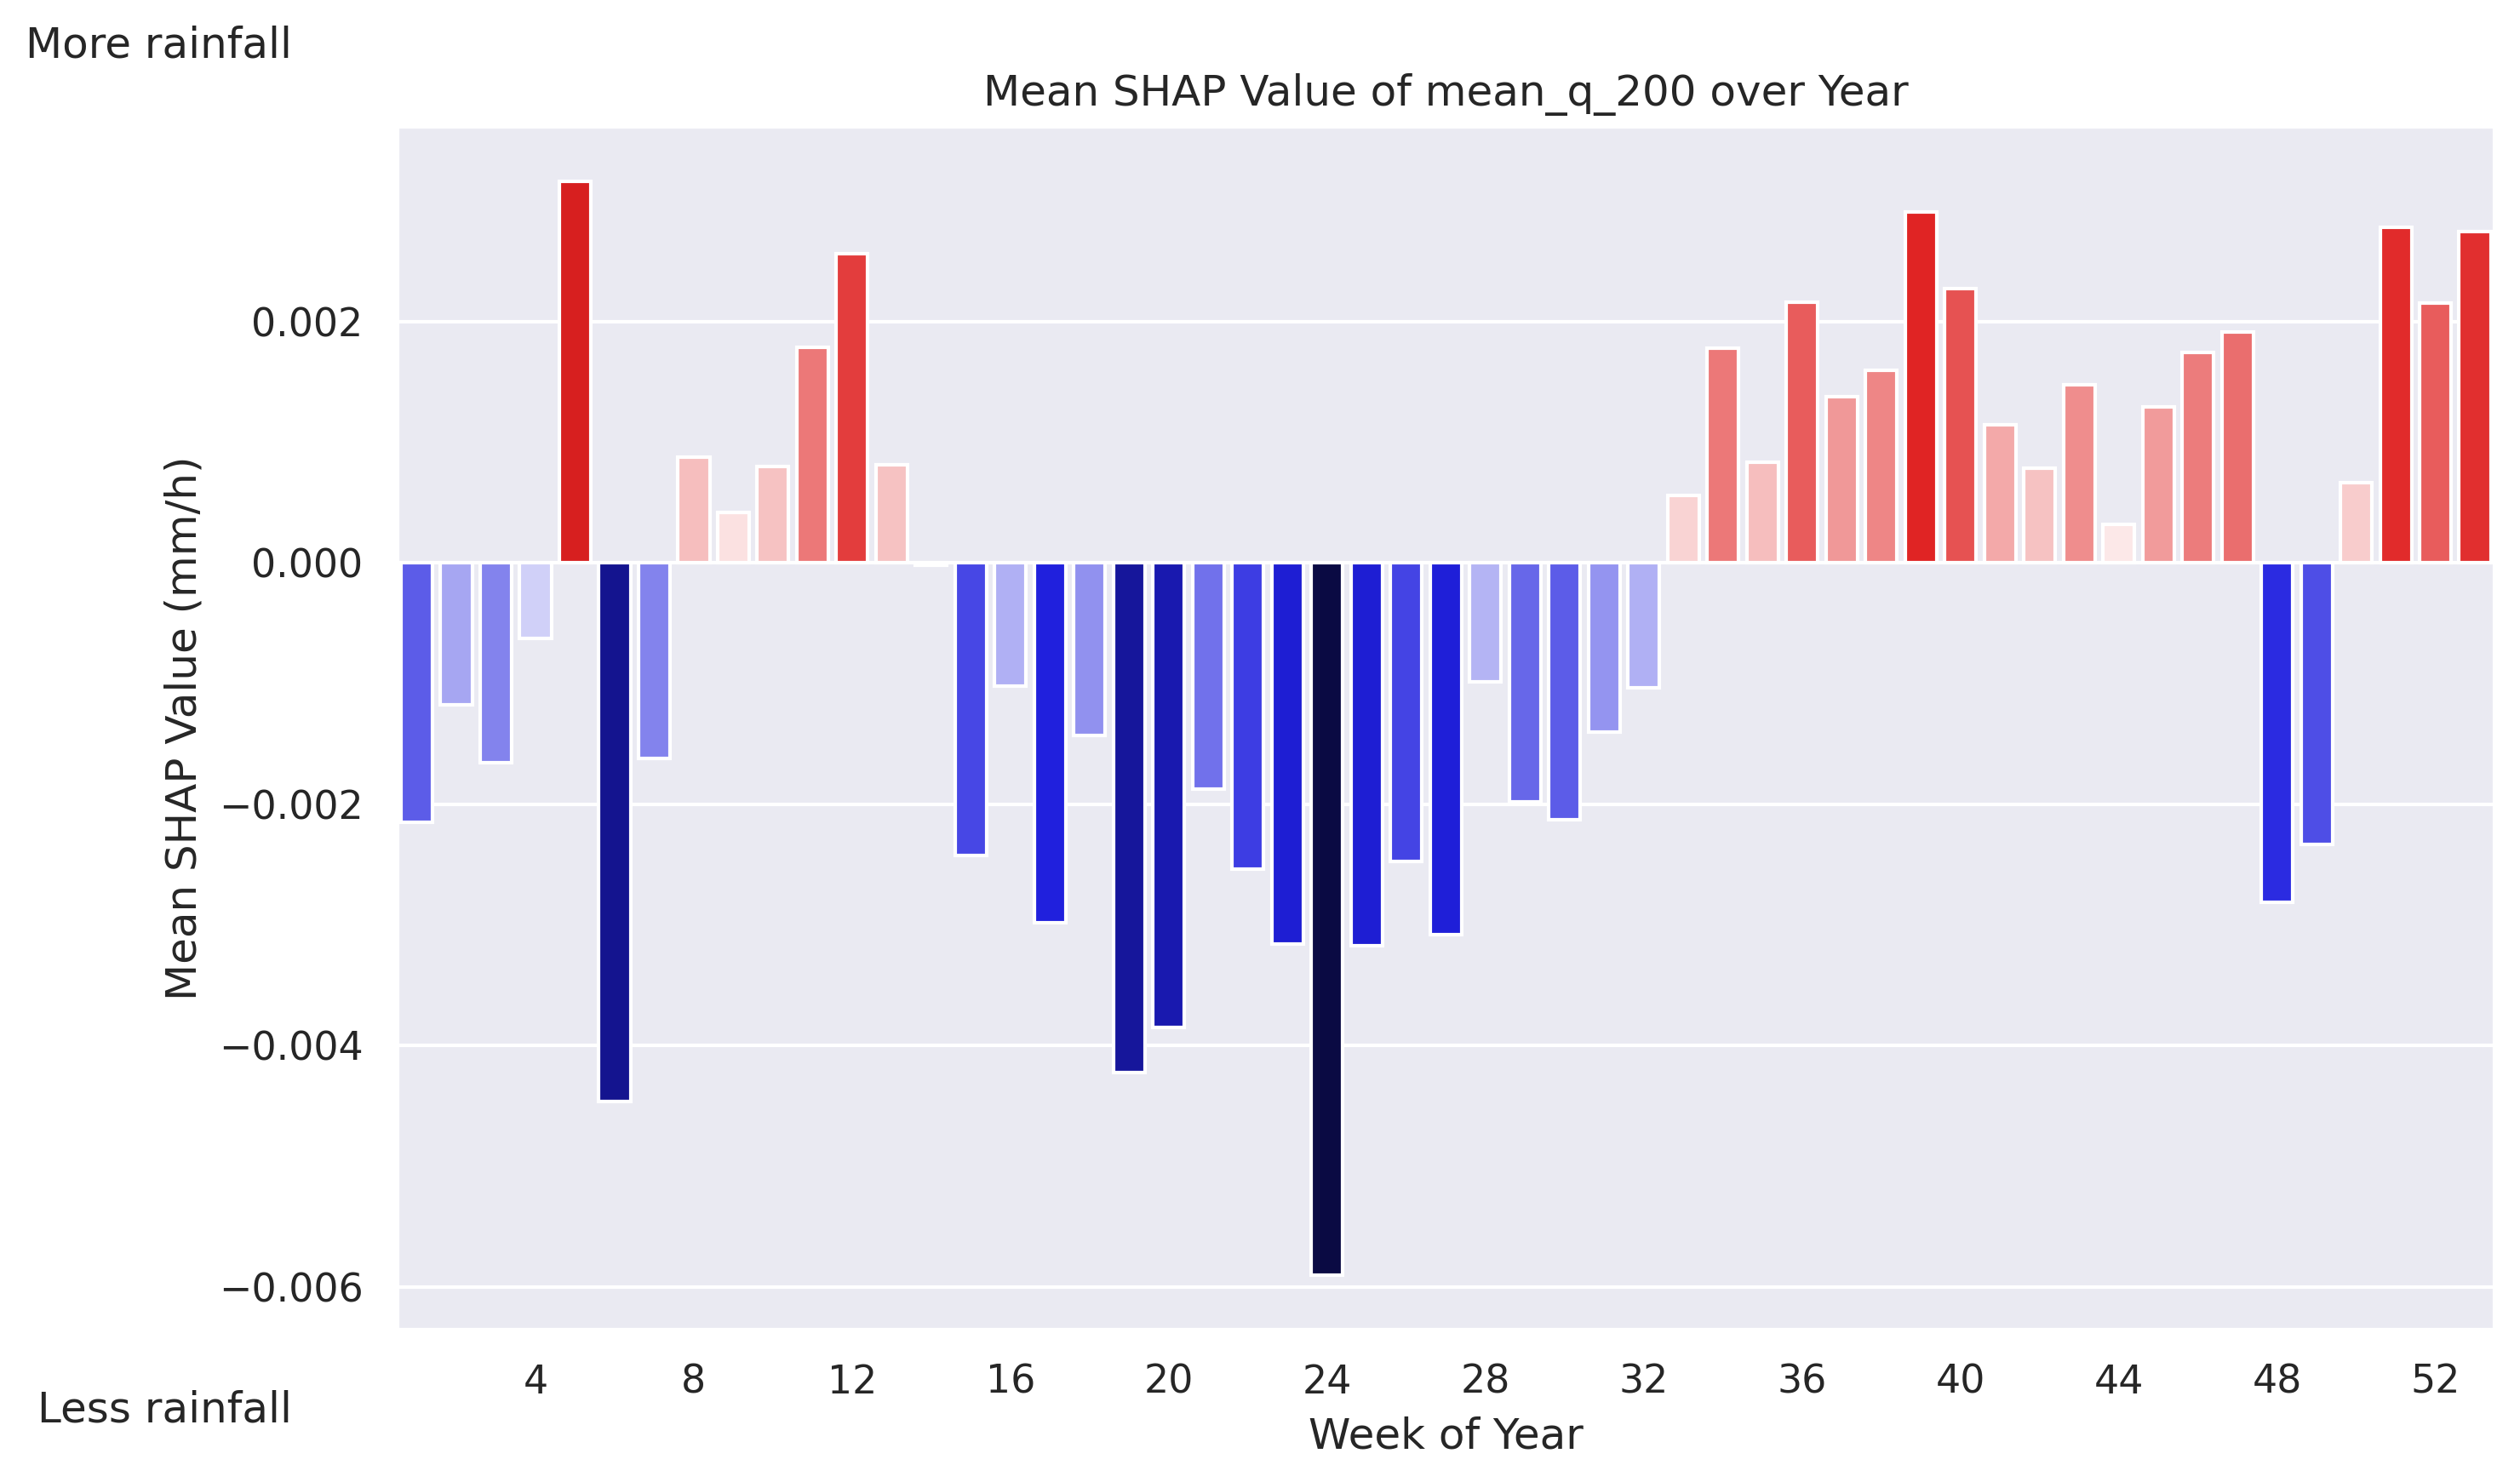 More rainfall
Mean SHAP Value of mean_q_200 over Year
Mean SHAP Value (mm/h)
0.002
0.000
−0.002
−0.004
−0.006
4 8 12 16 20 24 28 32 36 40 44 48 52
Less rainfall
Week of Year